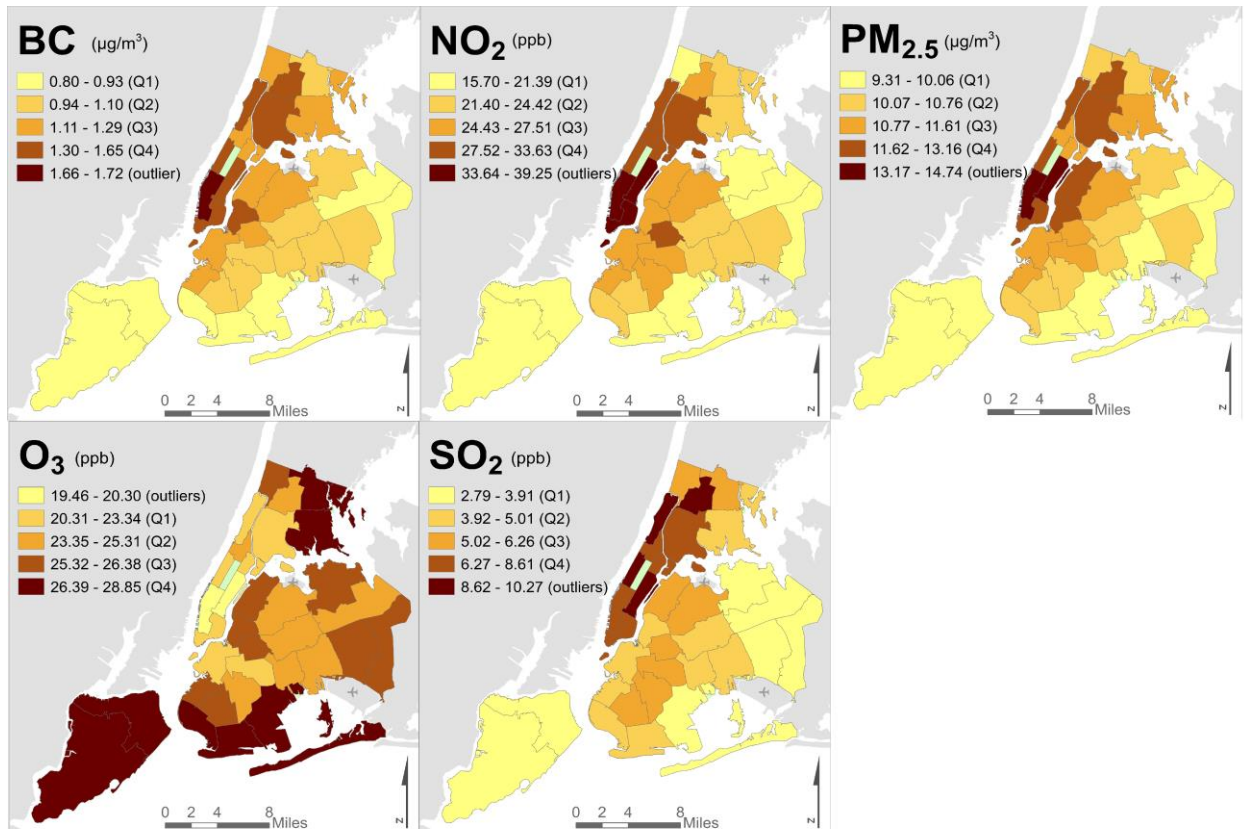 BC (µg/m³)
0.80 - 0.93 (Q1)
0.94 - 1.10 (Q2)
1.11 - 1.29 (Q3)
1.30 - 1.65 (Q4)
1.66 - 1.72 (outlier)
0 2 4 8
Miles
N
NO₂ (ppb)
15.70 - 21.39 (Q1)
21.40 - 24.42 (Q2)
24.43 - 27.51 (Q3)
27.52 - 33.63 (Q4)
33.64 - 39.25 (outliers)
0 2 4 8
Miles
N
PM₂.₅ (µg/m³)
9.31 - 10.06 (Q1)
10.07 - 10.76 (Q2)
10.77 - 11.61 (Q3)
11.62 - 13.16 (Q4)
13.17 - 14.74 (outliers)
0 2 4 8
Miles
N
O₃ (ppb)
19.46 - 20.30 (outliers)
20.31 - 23.34 (Q1)
23.35 - 25.31 (Q2)
25.32 - 26.38 (Q3)
26.39 - 28.85 (Q4)
0 2 4 8
Miles
N
SO₂ (ppb)
2.79 - 3.91 (Q1)
3.92 - 5.01 (Q2)
5.02 - 6.26 (Q3)
6.27 - 8.61 (Q4)
8.62 - 10.27 (outliers)
0 2 4 8
Miles
N